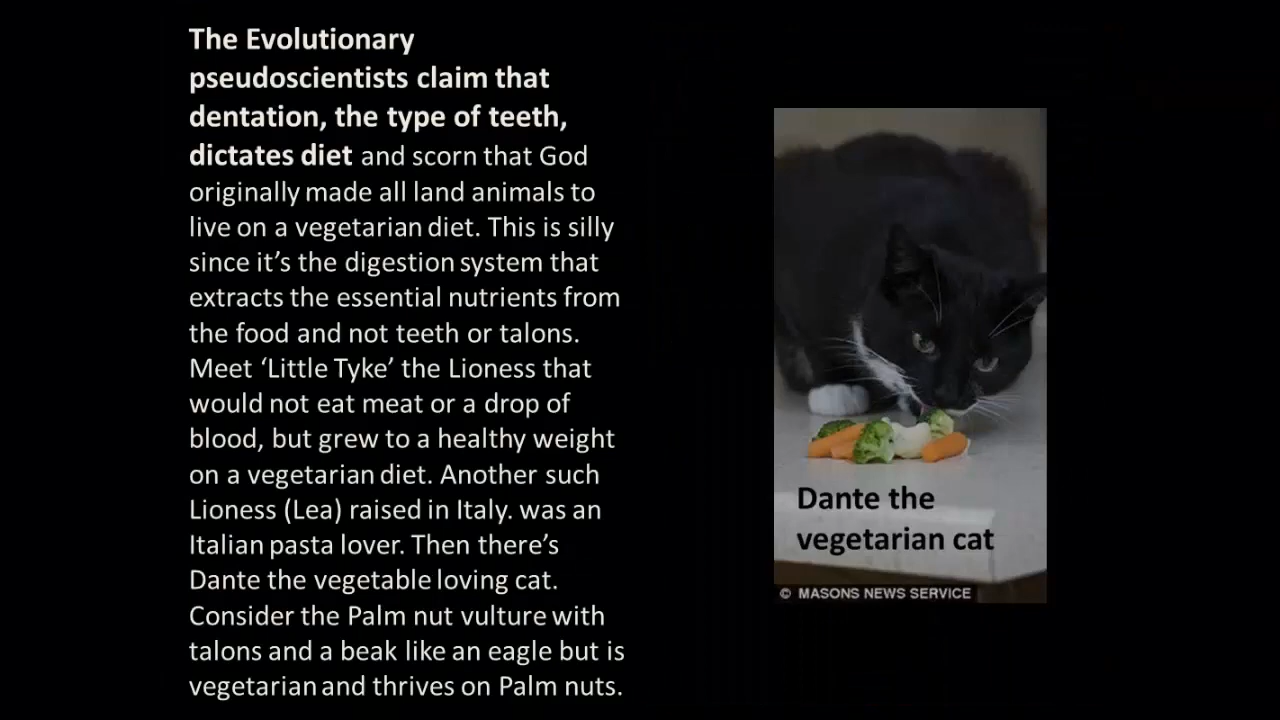 The Evolutionary
pseudoscientists claim that
dentation, the type of teeth,
dictates diet and scorn that God
originally made all land animals to
live on a vegetarian diet. This is silly
since it’s the digestion system that
extracts the essential nutrients from
the food and not teeth or talons.
Meet ‘Little Tyke’ the Lioness that
would not eat meat or a drop of
blood, but grew to a healthy weight
on a vegetarian diet. Another such
Lioness (Lea) raised in Italy. was an
Italian pasta lover. Then there’s
Dante the vegetable loving cat.
Consider the Palm nut vulture with
talons and a beak like an eagle but is
vegetarian and thrives on Palm nuts.
Dante the
vegetarian cat
© MASONS NEWS SERVICE